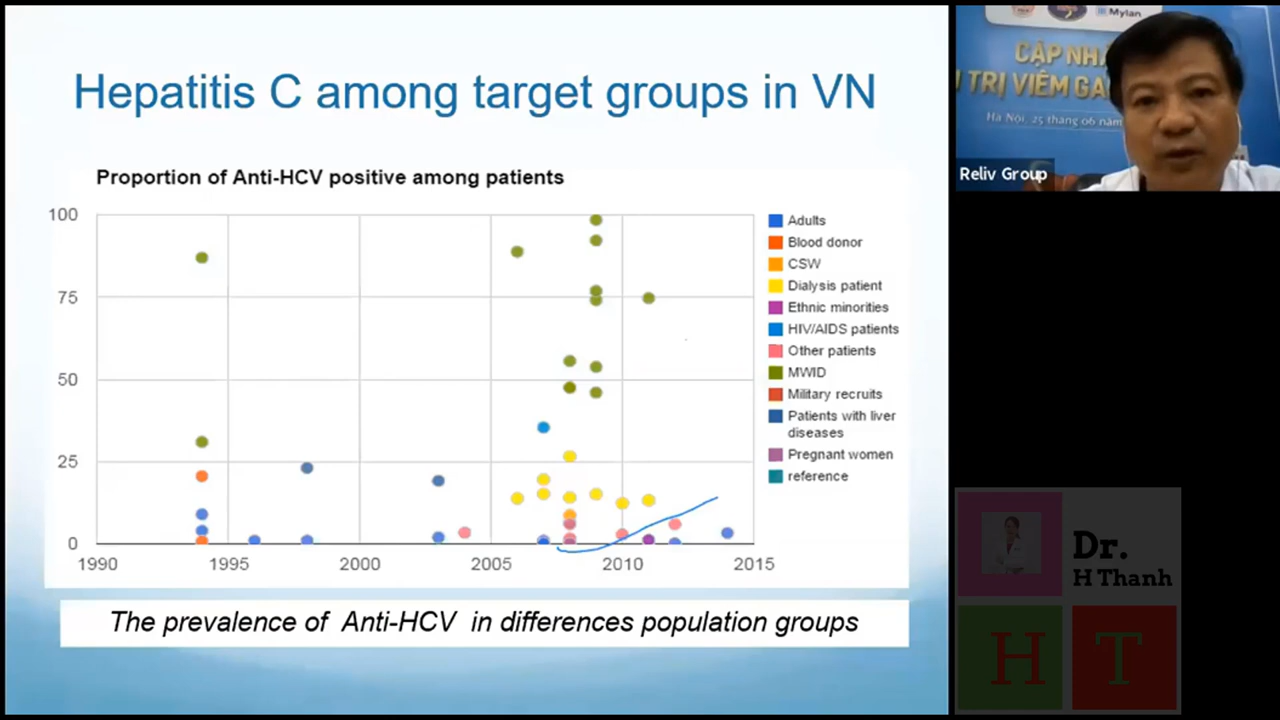 Hepatitis C among target groups in VN
Proportion of Anti-HCV positive among patients
100
75
50
25
0
1990
1995
2000
2005
2010
2015
Adults
Blood donor
CSW
Dialysis patient
Ethnic minorities
HIV/AIDS patients
Other patients
MWID
Military recruits
Patients with liver
diseases
Pregnant women
reference
The prevalence of Anti-HCV in differences population groups
Mylan
CẬP NHẬ
TRỊ VIÊM GA
Hà Nội, 25 tháng 06 năm
Reliv Group
Dr.
H Thanh
H
T